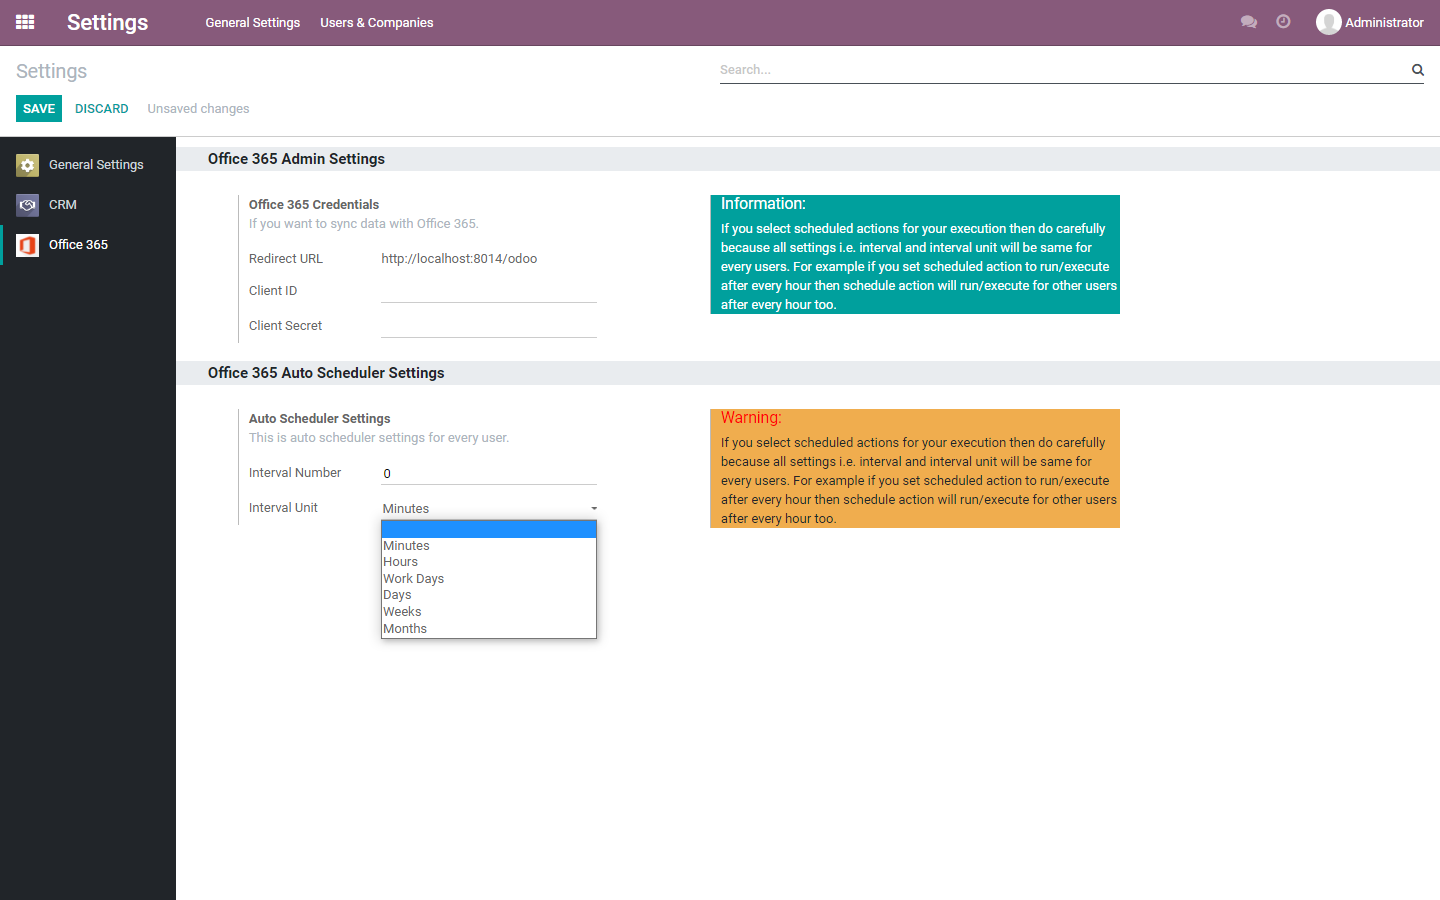 Settings
General Settings
Users & Companies
Administrator
Settings
Search...
SAVE
DISCARD
Unsaved changes
General Settings
CRM
Office 365
Office 365 Admin Settings
Office 365 Credentials
If you want to sync data with Office 365.
Redirect URL
http://localhost:8014/odoo
Client ID
Client Secret
Information:
If you select scheduled actions for your execution then do carefully
because all settings i.e. interval and interval unit will be same for
every users. For example if you set scheduled action to run/execute
after every hour then schedule action will run/execute for other users
after every hour too.
Office 365 Auto Scheduler Settings
Auto Scheduler Settings
This is auto scheduler settings for every user.
Interval Number
0
Interval Unit
Minutes
Minutes
Hours
Work Days
Days
Weeks
Months
Warning:
If you select scheduled actions for your execution then do carefully
because all settings i.e. interval and interval unit will be same for
every users. For example if you set scheduled action to run/execute
after every hour then schedule action will run/execute for other users
after every hour too.